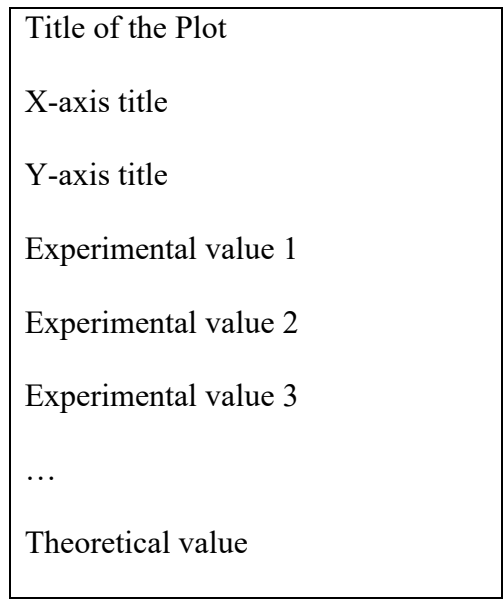 Title of the Plot
X-axis title
Y-axis title
Experimental value 1
Experimental value 2
Experimental value 3
…
Theoretical value